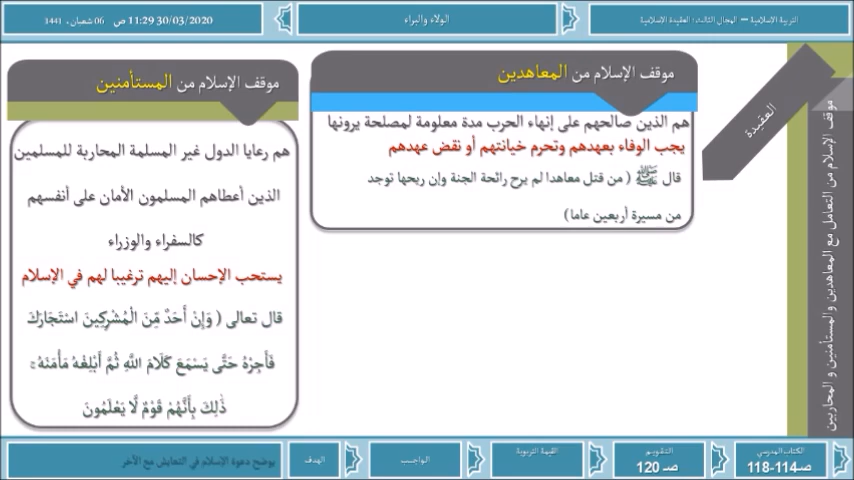 التربية الإسلامية – المجال الثالث: العقيدة الإسلامية
الولاء والبراء
30/03/2020 11:29 ص
06 شعبان، 1441
موقف الإسلام من التعامل مع المعاهدين والمستأمنين و المحاربين
العقيدة
موقف الإسلام من المعاهدين
هم الذين صالحهم على إنهاء الحرب مدة معلومة لمصلحة يرونها
يجب الوفاء بعهدهم وتحرم خيانتهم أو نقض عهدهم
قال ﷺ ( من قتل معاهدا لم يرح رائحة الجنة وإن ريحها توجد
من مسيرة أربعين عاما)
موقف الإسلام من المستأمنين
هم رعايا الدول غير المسلمة المحاربة للمسلمين
الذين أعطاهم المسلمون الأمان على أنفسهم
كالسفراء والوزراء
يستحب الإحسان إليهم ترغيبا لهم في الإسلام
قال تعالى ( وَإِنْ أَحَدٌ مِّنَ الْمُشْرِكِينَ اسْتَجَارَكَ
فَأَجِرْهُ حَتَّى يَسْمَعَ كَلَامَ اللَّهِ ثُمَّ أَبْلِغْهُ مَأْمَنَهُ ۚ
ذَٰلِكَ بِأَنَّهُمْ قَوْمٌ لَّا يَعْلَمُونَ
الكتاب المدرسي
صـ114-118
التقويم
صـ 120
القيمة التربوية
الواجب
الهدف
يوضح دعوة الإسلام في التعايش مع الآخر